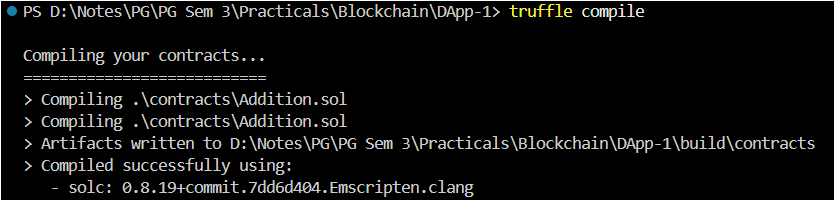 PS D:\Notes\PG\PG Sem 3\Practicals\Blockchain\DApp-1> truffle compile
Compiling your contracts...
===========================
> Compiling .\contracts\Addition.sol
> Compiling .\contracts\Addition.sol
> Artifacts written to D:\Notes\PG\PG Sem 3\Practicals\Blockchain\DApp-1\build\contracts
> Compiled successfully using:
- solc: 0.8.19+commit.7dd6d404.Emscripten.clang